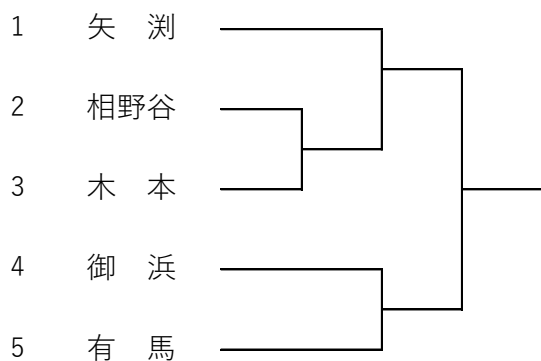 1 矢　渕
2 相野谷
3 木　本
4 御　浜
5 有　馬